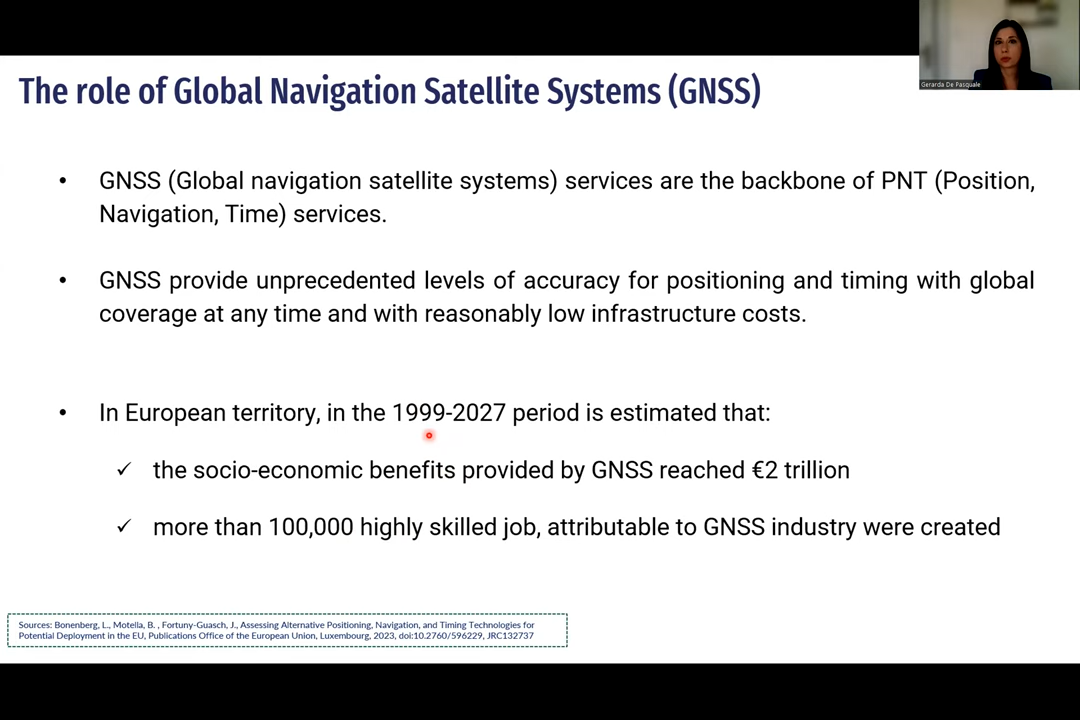 The role of Global Navigation Satellite Systems (GNSS)
Gerarda De Pasquale
• GNSS (Global navigation satellite systems) services are the backbone of PNT (Position,
Navigation, Time) services.
• GNSS provide unprecedented levels of accuracy for positioning and timing with global
coverage at any time and with reasonably low infrastructure costs.
• In European territory, in the 1999-2027 period is estimated that:
✓ the socio-economic benefits provided by GNSS reached €2 trillion
✓ more than 100,000 highly skilled job, attributable to GNSS industry were created
Sources: Bonenberg, L., Motella, B. , Fortuny-Guasch, J., Assessing Alternative Positioning, Navigation, and Timing Technologies for
Potential Deployment in the EU, Publications Office of the European Union, Luxembourg, 2023, doi:10.2760/596229, JRC132737